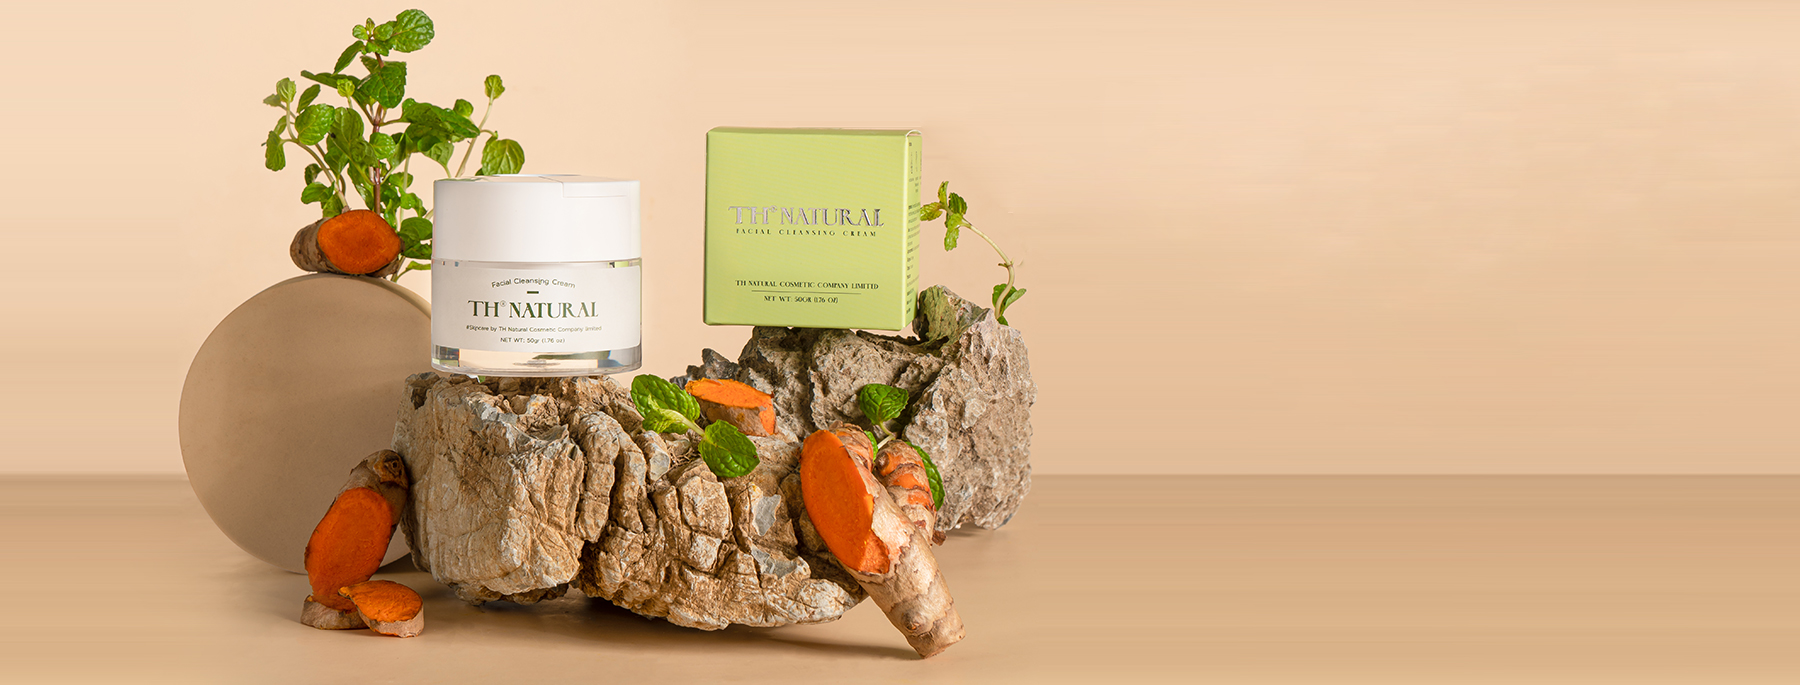 Facial Cleansing Cream
TH® NATURAL
#Skincare by TH Natural Cosmetic Company limited
NET WT: 50gr (1.76 oz)
TH® NATURAL
FACIAL CLEANSING CREAM
TH NATURAL COSMETIC COMPANY LIMITED
NET WT: 50GR (1.76 OZ)